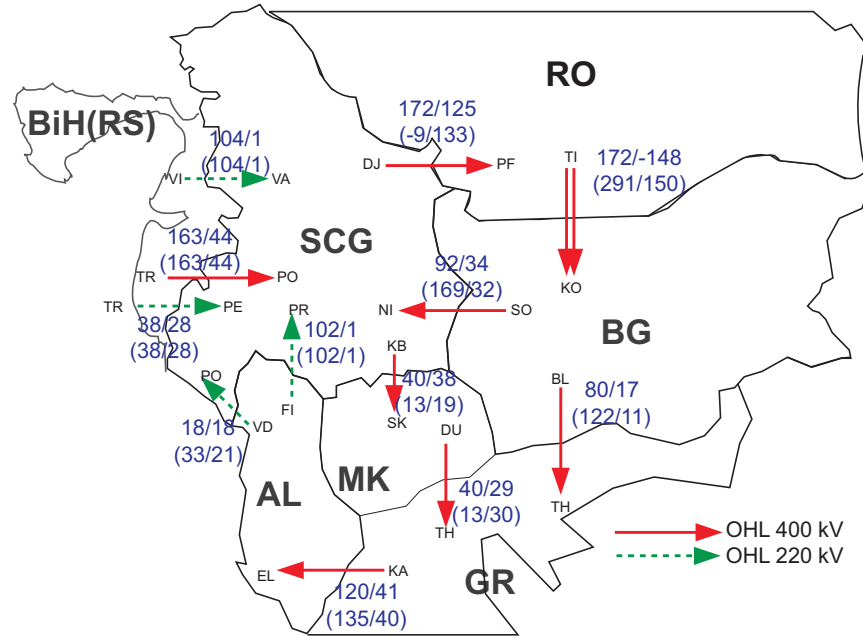 RO
172/125
(-9/133)
BiH(RS)
104/1
(104/1)
DJ
PF
TI
172/-148
(291/150)
VI
VA
163/44
(163/44)
SCG
TR
PO
92/34
(169/32)
KO
TR
PE
PR
NI
SO
38/28
(38/28)
102/1
(102/1)
BG
KB
40/38
(13/19)
SK
PO
BL
80/17
(122/11)
FI
18/18
(33/21)
VD
DU
MK
AL
40/29
(13/30)
TH
TH
OHL 400 kV
OHL 220 kV
EL
KA
GR
120/41
(135/40)